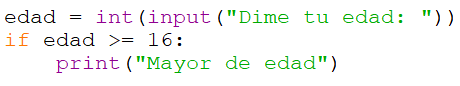 edad = int(input("Dime tu edad: "))
if edad >= 16:
    print("Mayor de edad")